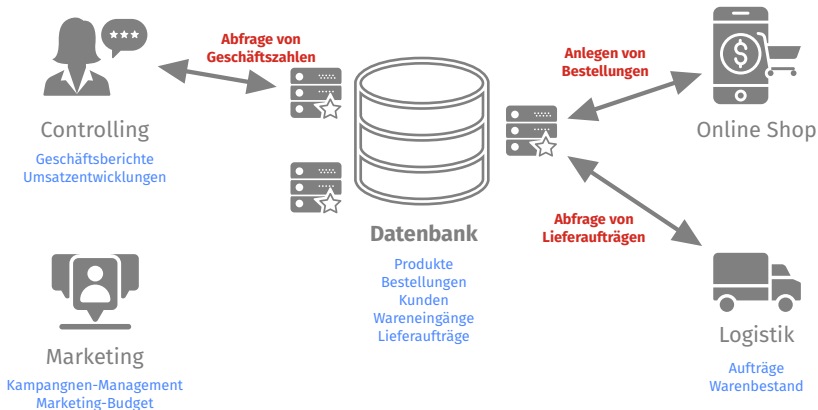 Abfrage von
Geschäftszahlen
Anlegen von
Bestellungen
Controlling
Geschäftsberichte
Umsatzentwicklungen
Online Shop
Datenbank
Produkte
Bestellungen
Kunden
Wareneingänge
Lieferaufträge
Abfrage von
Lieferaufträgen
Marketing
Kampangnen-Management
Marketing-Budget
Logistik
Aufträge
Warenbestand